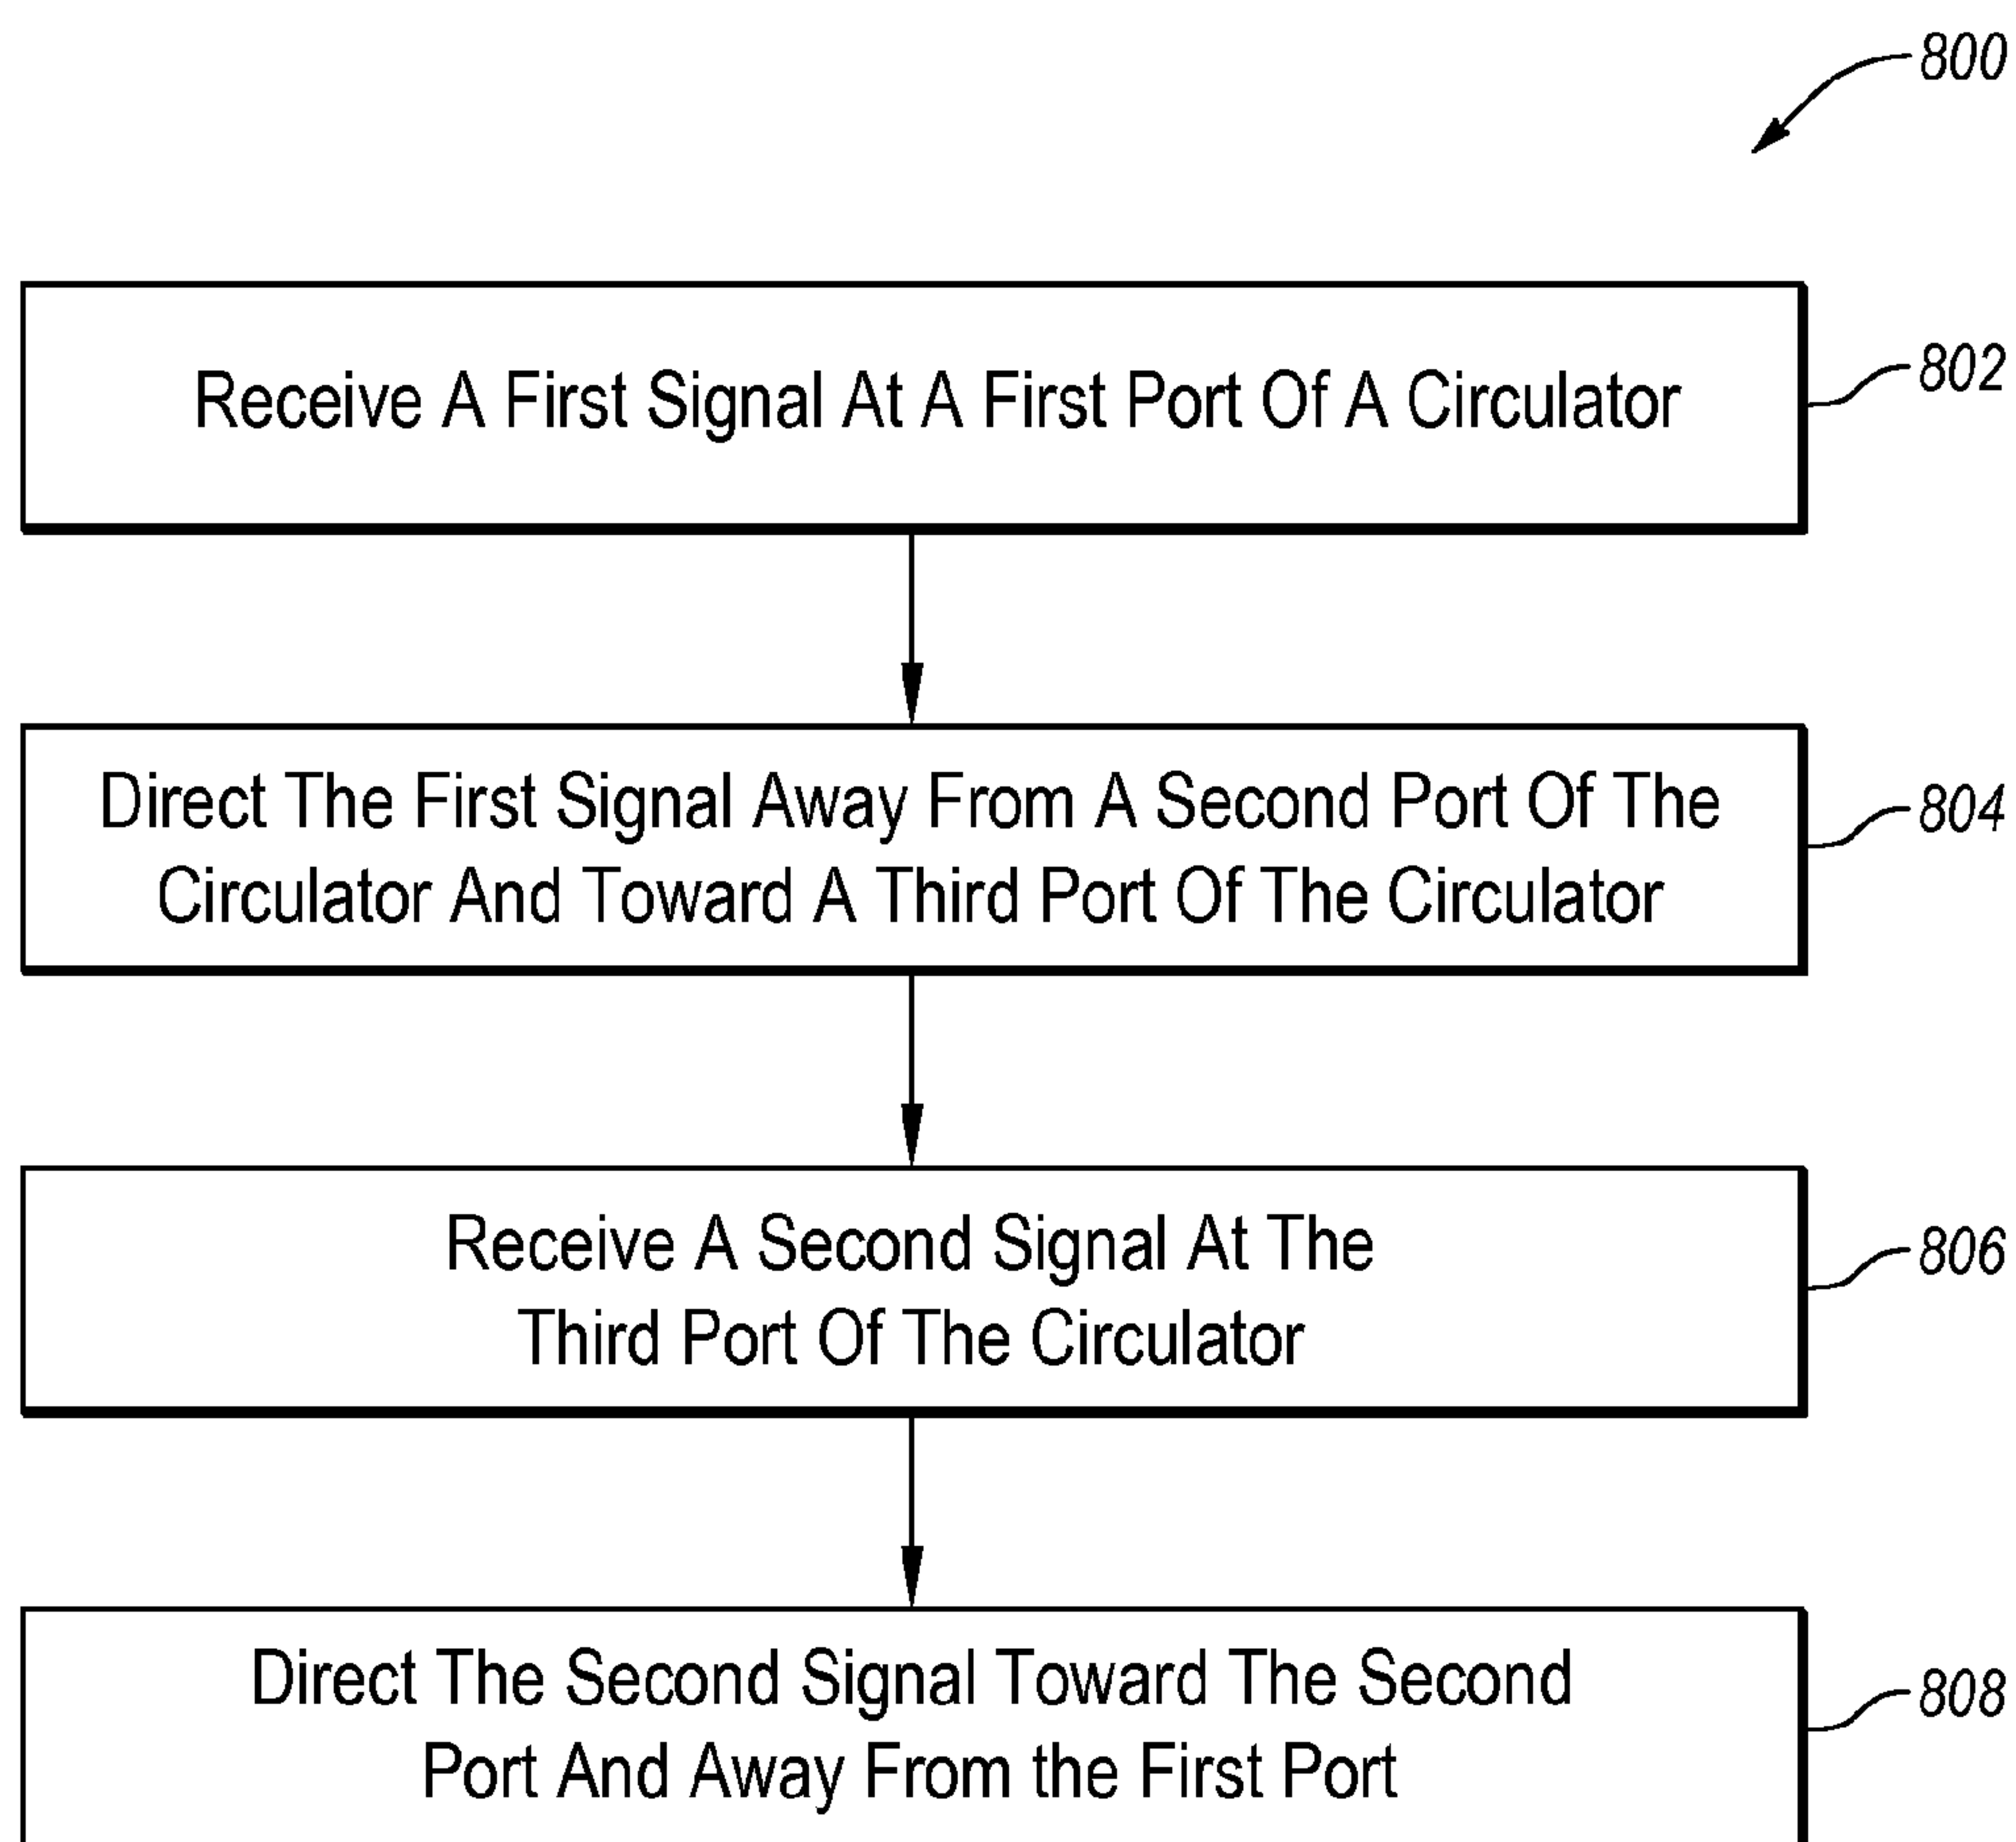 800
Receive A First Signal At A First Port Of A Circulator
802
Direct The First Signal Away From A Second Port Of The
Circulator And Toward A Third Port Of The Circulator
804
Receive A Second Signal At The
Third Port Of The Circulator
806
Direct The Second Signal Toward The Second
Port And Away From the First Port
808